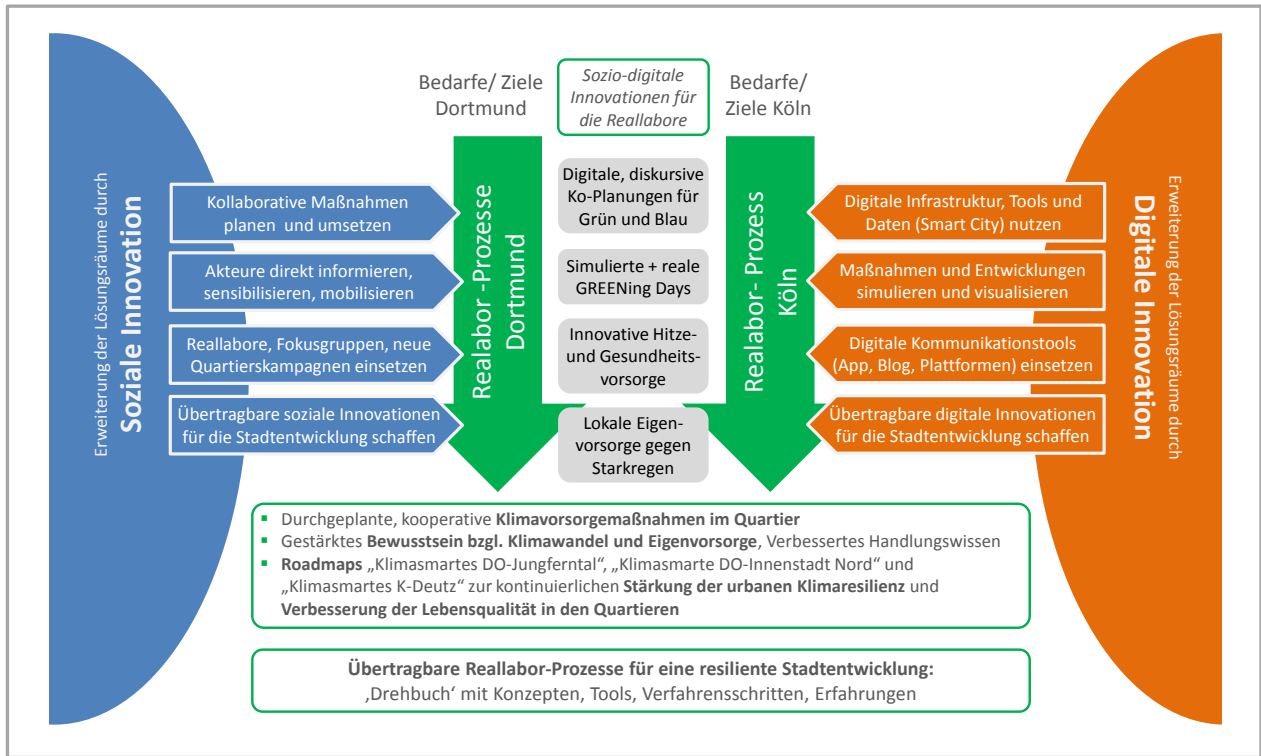 Erweiterung der Lösungsräume durch
Soziale Innovation
Kollaborative Maßnahmen
planen und umsetzen
Akteure direkt informieren,
sensibilisieren, mobilisieren
Reallabore, Fokusgruppen, neue
Quartierskampagnen einsetzen
Übertragbare soziale Innovationen
für die Stadtentwicklung schaffen
Bedarfe/ Ziele
Dortmund
Realabor -Prozesse
Dortmund
Sozio-digitale
Innovationen für
die Reallabore
Digitale, diskursive
Ko-Planungen für
Grün und Blau
Simulierte + reale
GREENing Days
Innovative Hitze-
und Gesundheits-
vorsorge
Lokale Eigen-
vorsorge gegen
Starkregen
Bedarfe/
Ziele Köln
Realabor- Prozess
Köln
Digitale Infrastruktur, Tools und
Daten (Smart City) nutzen
Maßnahmen und Entwicklungen
simulieren und visualisieren
Digitale Kommunikationstools
(App, Blog, Plattformen) einsetzen
Übertragbare digitale Innovationen
für die Stadtentwicklung schaffen
Erweiterung der Lösungsräume durch
Digitale Innovation
▪ Durchgeplante, kooperative Klimavorsorgemaßnahmen im Quartier
▪ Gestärktes Bewusstsein bzgl. Klimawandel und Eigenvorsorge, Verbessertes Handlungswissen
▪ Roadmaps „Klimasmartes DO-Jungferntal“, „Klimasmarte DO-Innenstadt Nord“ und
„Klimasmartes K-Deutz“ zur kontinuierlichen Stärkung der urbanen Klimaresilienz und
Verbesserung der Lebensqualität in den Quartieren
Übertragbare Reallabor-Prozesse für eine resiliente Stadtentwicklung:
‚Drehbuch‘ mit Konzepten, Tools, Verfahrensschritten, Erfahrungen